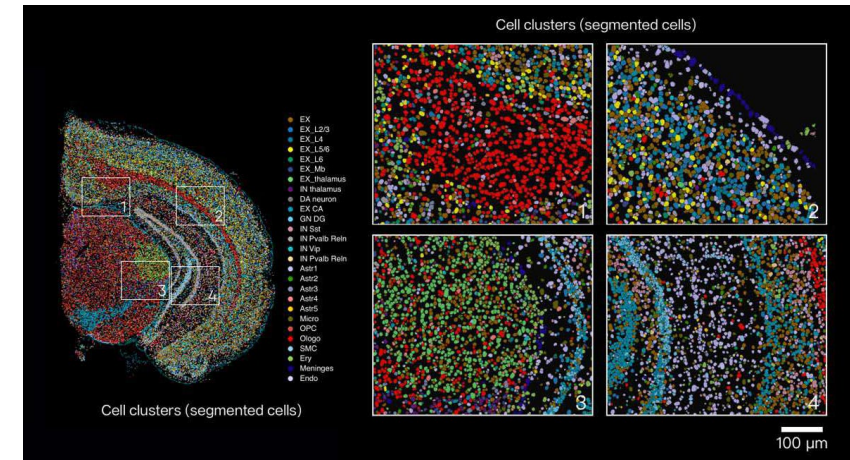 Cell clusters (segmented cells)
EX
EX_L2/3
EX_L4
EX_L5/6
EX_L6
EX_Mb
EX_thalamus
IN thalamus
DA neuron
EX CA
GN DG
IN Sst
IN Pvalb Reln
IN Vip
IN Pvalb Reln
Astr1
Astr2
Astr3
Astr4
Astr5
Micro
OPC
Ologo
SMC
Ery
Meninges
Endo
1
2
3
4
Cell clusters (segmented cells)
1
2
3
4
100 µm